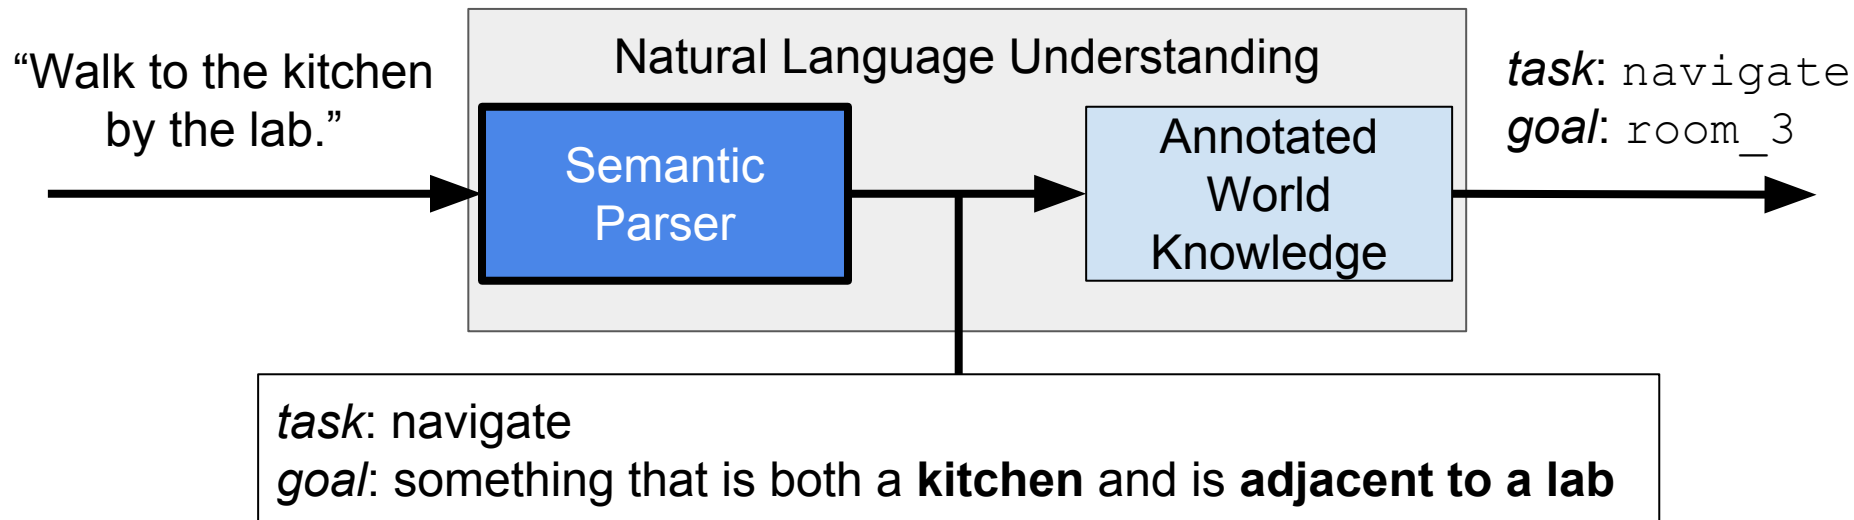 “Walk to the kitchen
by the lab.”
Natural Language Understanding
Semantic
Parser
Annotated
World
Knowledge
task: navigate
goal: room_3
task: navigate
goal: something that is both a kitchen and is adjacent to a lab